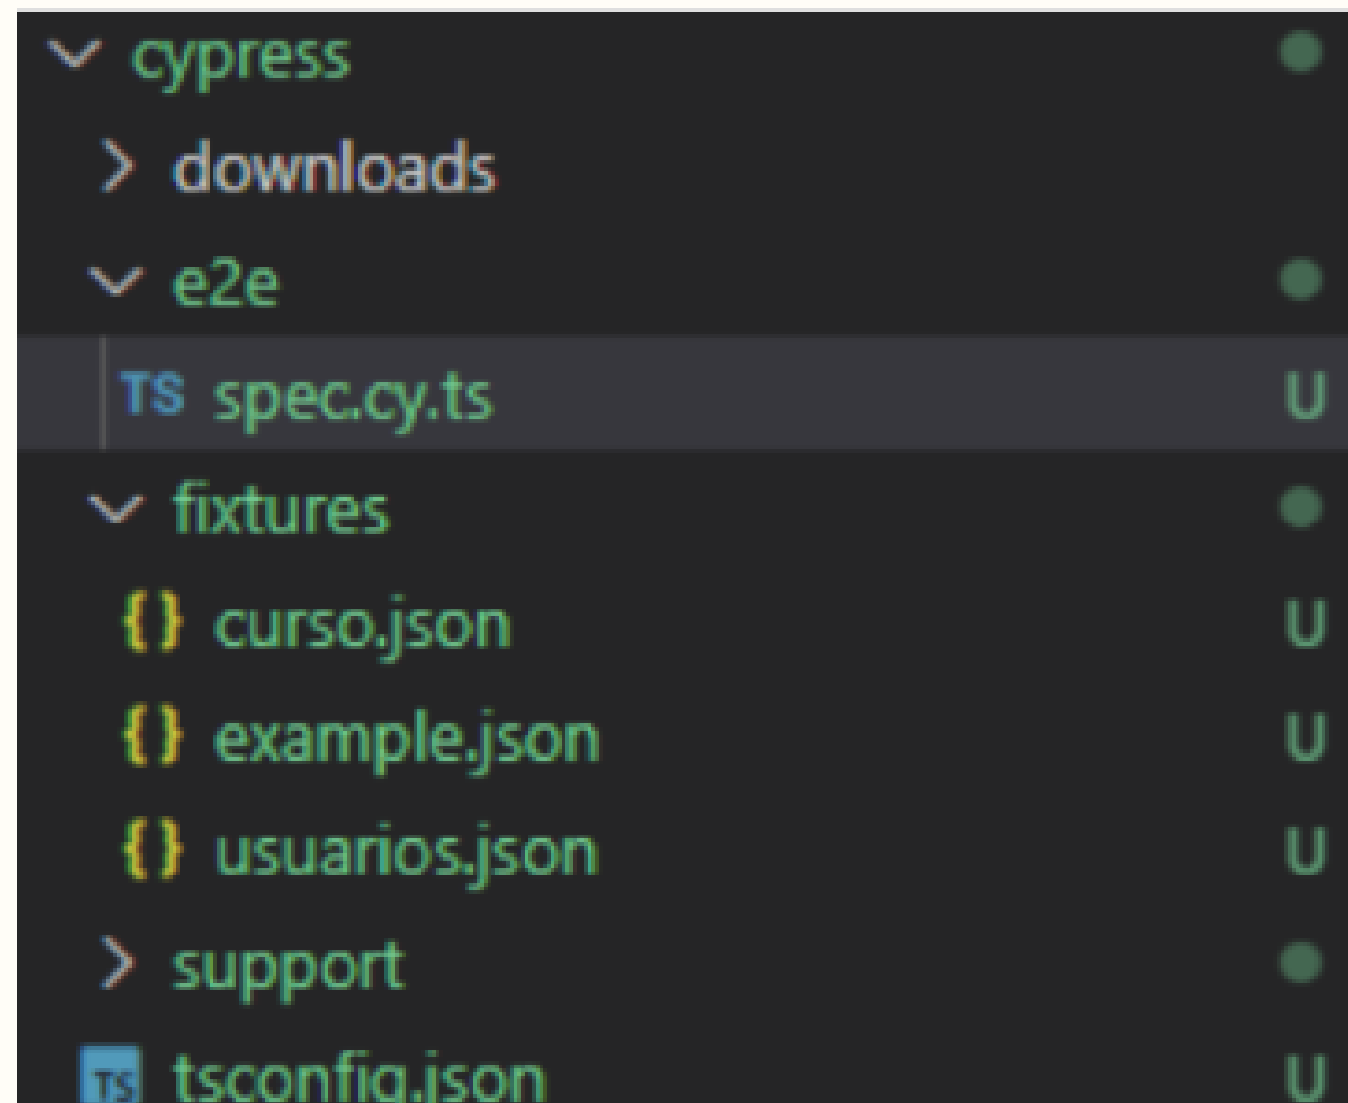 cypress
downloads
e2e
TS spec.cy.ts U
fixtures
{} curso.json U
{} example.json U
{} usuarios.json U
support
TS tsconfig.json U